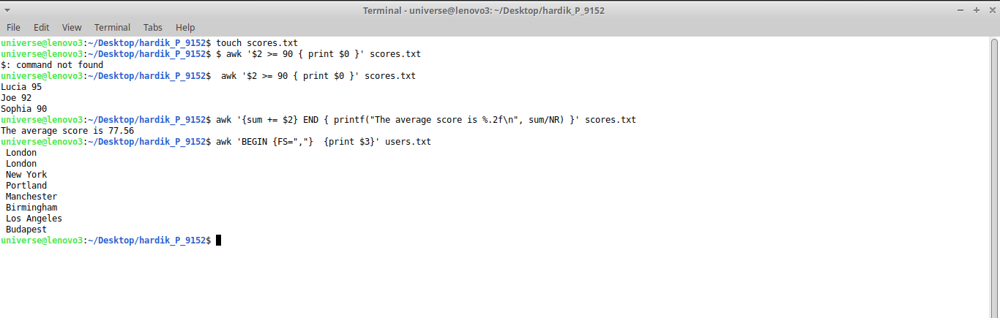 Terminal - universe@lenovo3: ~/Desktop/hardik_P_9152
File Edit View Terminal Tabs Help
universe@lenovo3:~/Desktop/hardik_P_9152$ touch scores.txt
universe@lenovo3:~/Desktop/hardik_P_9152$ $ awk '$2 >= 90 { print $0 }' scores.txt
$: command not found
universe@lenovo3:~/Desktop/hardik_P_9152$  awk '$2 >= 90 { print $0 }' scores.txt
Lucia 95
Joe 92
Sophia 90
universe@lenovo3:~/Desktop/hardik_P_9152$ awk '{sum += $2} END { printf("The average score is %.2f\n", sum/NR) }' scores.txt
The average score is 77.56
universe@lenovo3:~/Desktop/hardik_P_9152$ awk 'BEGIN {FS=","}  {print $3}' users.txt
 London
 London
 New York
 Portland
 Manchester
 Birmingham
 Los Angeles
 Budapest
universe@lenovo3:~/Desktop/hardik_P_9152$